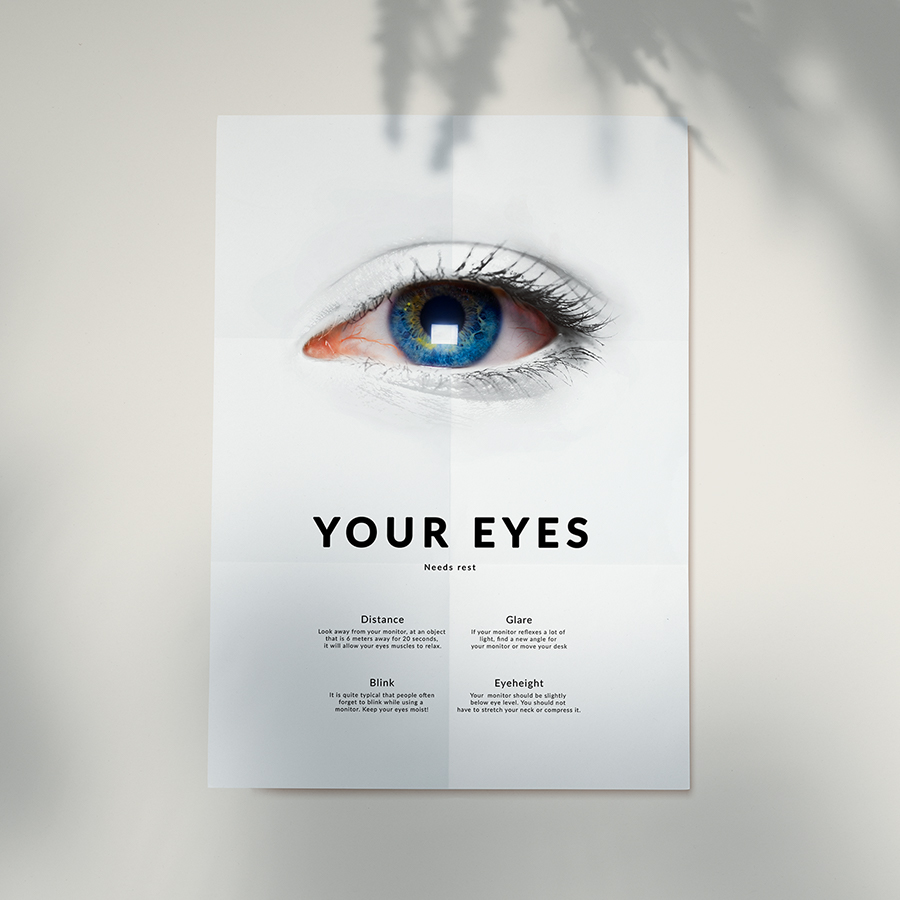 YOUR EYES
Needs rest
Distance
Look away from your monitor, at an object
that is 6 meters away for 20 seconds,
it will allow your eyes muscles to relax.
Glare
If your monitor reflexes a lot of
light, find a new angle for
your monitor or move your desk
Blink
It is quite typical that people often
forget to blink while using a
monitor. Keep your eyes moist!
Eyeheight
Your monitor should be slightly
below eye level. You should not
have to stretch your neck or compress it.